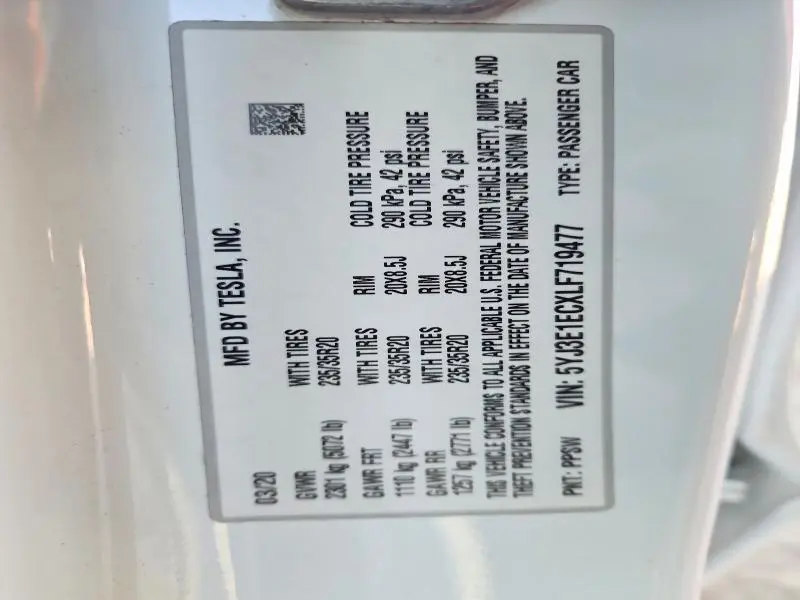 MFD BY TESLA, INC.
03/20
GVWR WITH TIRES
2301 kg (5072 lb) 235/35R20
GAWR FRT WITH TIRES RIM COLD TIRE PRESSURE
1110 kg (2447 lb) 235/35R20 20X8.5J 290 kPa, 42 psi
GAWR RR WITH TIRES RIM COLD TIRE PRESSURE
1257 kg (2771 lb) 235/35R20 20X8.5J 290 kPa, 42 psi
THIS VEHICLE CONFORMS TO ALL APPLICABLE U.S. FEDERAL MOTOR VEHICLE SAFETY, BUMPER, AND
THEFT PREVENTION STANDARDS IN EFFECT ON THE DATE OF MANUFACTURE SHOWN ABOVE.
PNT: PPSW VIN: 5YJ3E1ECXLF719477 TYPE: PASSENGER CAR